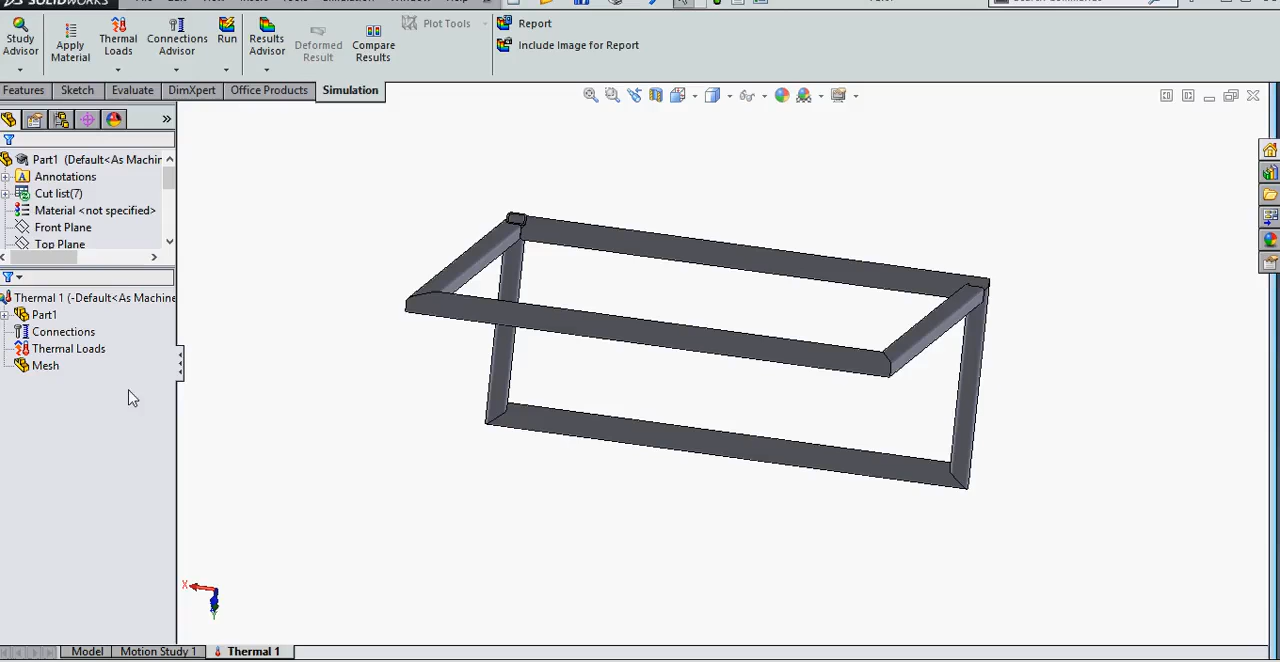 SOLIDWORKS
Study Advisor
Apply Material
Thermal Loads
Connections Advisor
Run
Results Advisor
Deformed Result
Compare Results
Plot Tools
Report
Include Image for Report
Features
Sketch
Evaluate
DimXpert
Office Products
Simulation
»
Part1 (Default<As Machin
Annotations
Cut list(7)
Material <not specified>
Front Plane
Top Plane
Thermal 1 (-Default<As Machine
Part1
Connections
Thermal Loads
Mesh
X
Y
Model
Motion Study 1
Thermal 1